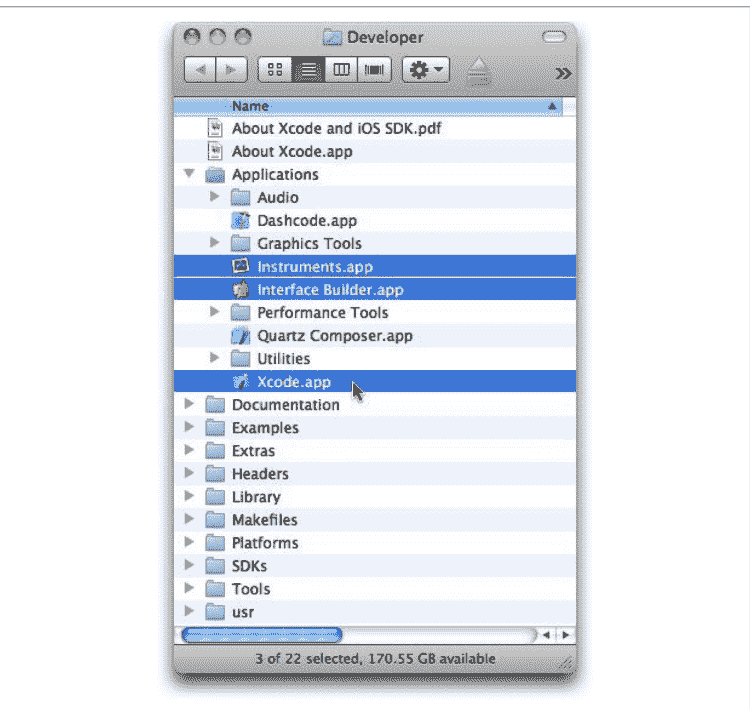 Developer
Name
About Xcode and iOS SDK.pdf
About Xcode.app
Applications
Audio
Dashcode.app
Graphics Tools
Instruments.app
Interface Builder.app
Performance Tools
Quartz Composer.app
Utilities
Xcode.app
Documentation
Examples
Extras
Headers
Library
Makefiles
Platforms
SDKs
Tools
usr
3 of 22 selected, 170.55 GB available